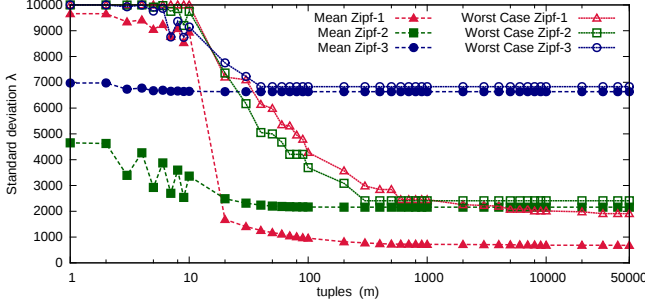 Mean Zipf-1 Worst Case Zipf-1
Mean Zipf-2 Worst Case Zipf-2
Mean Zipf-3 Worst Case Zipf-3
Standard deviation λ
10000
9000
8000
7000
6000
5000
4000
3000
2000
1000
0
1 10 100 1000 10000 50000
tuples (m)